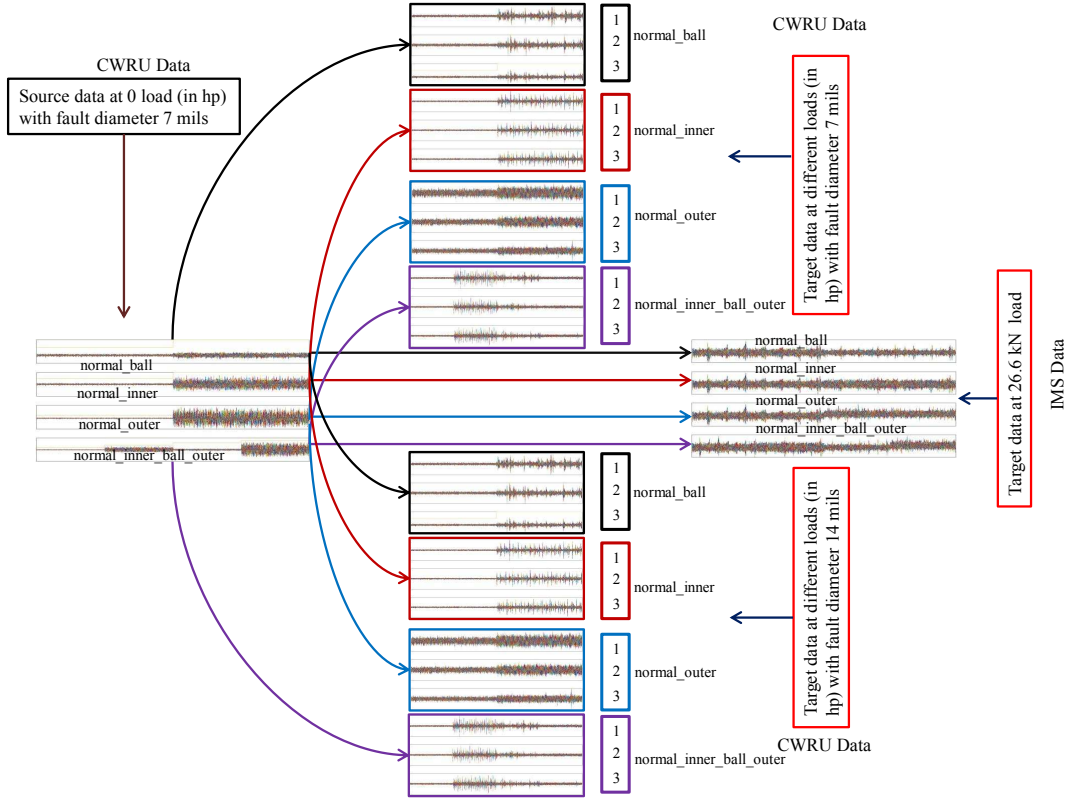 CWRU Data
Source data at 0 load (in hp)
with fault diameter 7 mils
normal_ball
normal_inner
normal_outer
normal_inner_ball_outer
1
2
3
normal_ball
1
2
3
normal_inner
1
2
3
normal_outer
1
2
3
normal_inner_ball_outer
CWRU Data
Target data at different loads (in
hp) with fault diameter 7 mils
normal_ball
normal_inner
normal_outer
normal_inner_ball_outer
Target data at 26.6 kN load
IMS Data
1
2
3
normal_ball
1
2
3
normal_inner
1
2
3
normal_outer
1
2
3
normal_inner_ball_outer
Target data at different loads (in
hp) with fault diameter 14 mils
CWRU Data